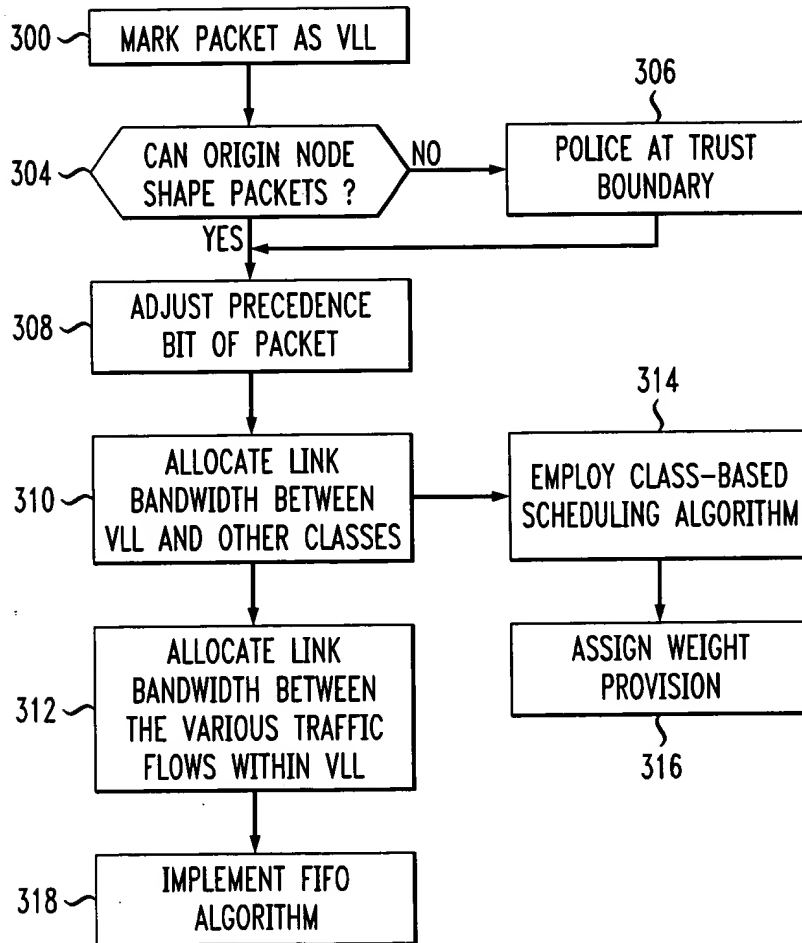 300
MARK PACKET AS VLL
304
CAN ORIGIN NODE
SHAPE PACKETS ?
NO
306
POLICE AT TRUST
BOUNDARY
YES
308
ADJUST PRECEDENCE
BIT OF PACKET
310
ALLOCATE LINK
BANDWIDTH BETWEEN
VLL AND OTHER CLASSES
314
EMPLOY CLASS-BASED
SCHEDULING ALGORITHM
312
ALLOCATE LINK
BANDWIDTH BETWEEN
THE VARIOUS TRAFFIC
FLOWS WITHIN VLL
ASSIGN WEIGHT
PROVISION
316
318
IMPLEMENT FIFO
ALGORITHM